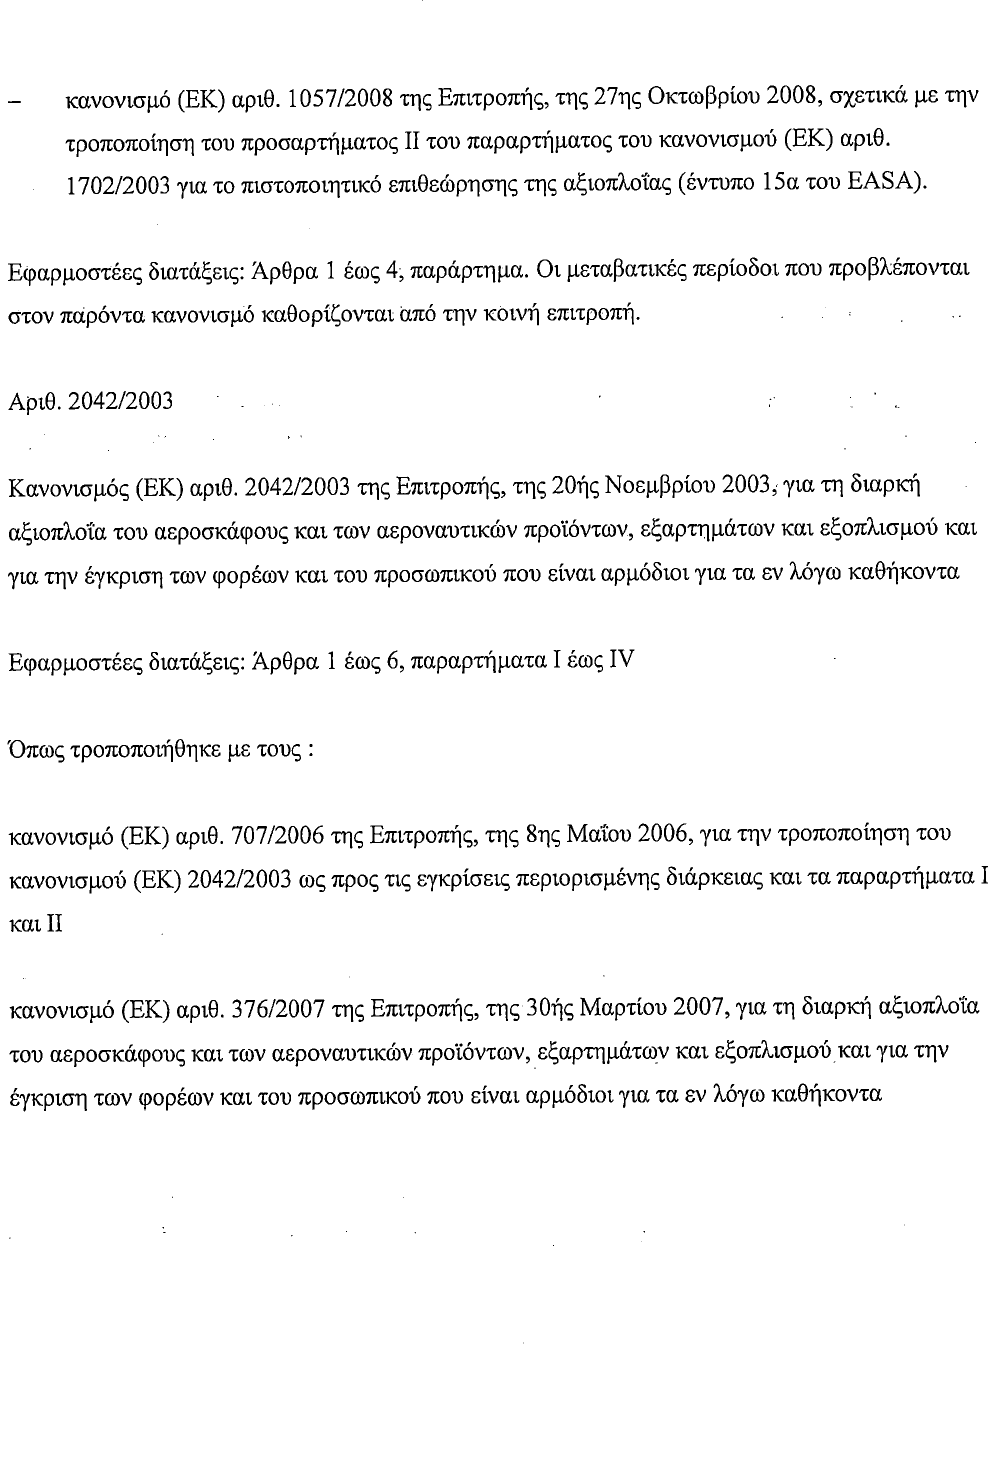 – κανονισμό (ΕΚ) αριθ. 1057/2008 της Επιτροπής, της 27ης Οκτωβρίου 2008, σχετικά με την
τροποποίηση του προσαρτήματος ΙΙ του παραρτήματος του κανονισμού (ΕΚ) αριθ.
1702/2003 για το πιστοποιητικό επιθεώρησης της αξιοπλοΐας (έντυπο 15α του EASA).
Εφαρμοστέες διατάξεις: Άρθρα 1 έως 4, παράρτημα. Οι μεταβατικές περίοδοι που προβλέπονται
στον παρόντα κανονισμό καθορίζονται από την κοινή επιτροπή.
Αριθ. 2042/2003
Κανονισμός (ΕΚ) αριθ. 2042/2003 της Επιτροπής, της 20ής Νοεμβρίου 2003, για τη διαρκή
αξιοπλοΐα του αεροσκάφους και των αεροναυτικών προϊόντων, εξαρτημάτων και εξοπλισμού και
για την έγκριση των φορέων και του προσωπικού που είναι αρμόδιοι για τα εν λόγω καθήκοντα
Εφαρμοστέες διατάξεις: Άρθρα 1 έως 6, παραρτήματα Ι έως IV
Όπως τροποποιήθηκε με τους :
κανονισμό (ΕΚ) αριθ. 707/2006 της Επιτροπής, της 8ης Μαΐου 2006, για την τροποποίηση του
κανονισμού (ΕΚ) 2042/2003 ως προς τις εγκρίσεις περιορισμένης διάρκειας και τα παραρτήματα Ι
και ΙΙ
κανονισμό (ΕΚ) αριθ. 376/2007 της Επιτροπής, της 30ής Μαρτίου 2007, για τη διαρκή αξιοπλοΐα
του αεροσκάφους και των αεροναυτικών προϊόντων, εξαρτημάτων και εξοπλισμού και για την
έγκριση των φορέων και του προσωπικού που είναι αρμόδιοι για τα εν λόγω καθήκοντα